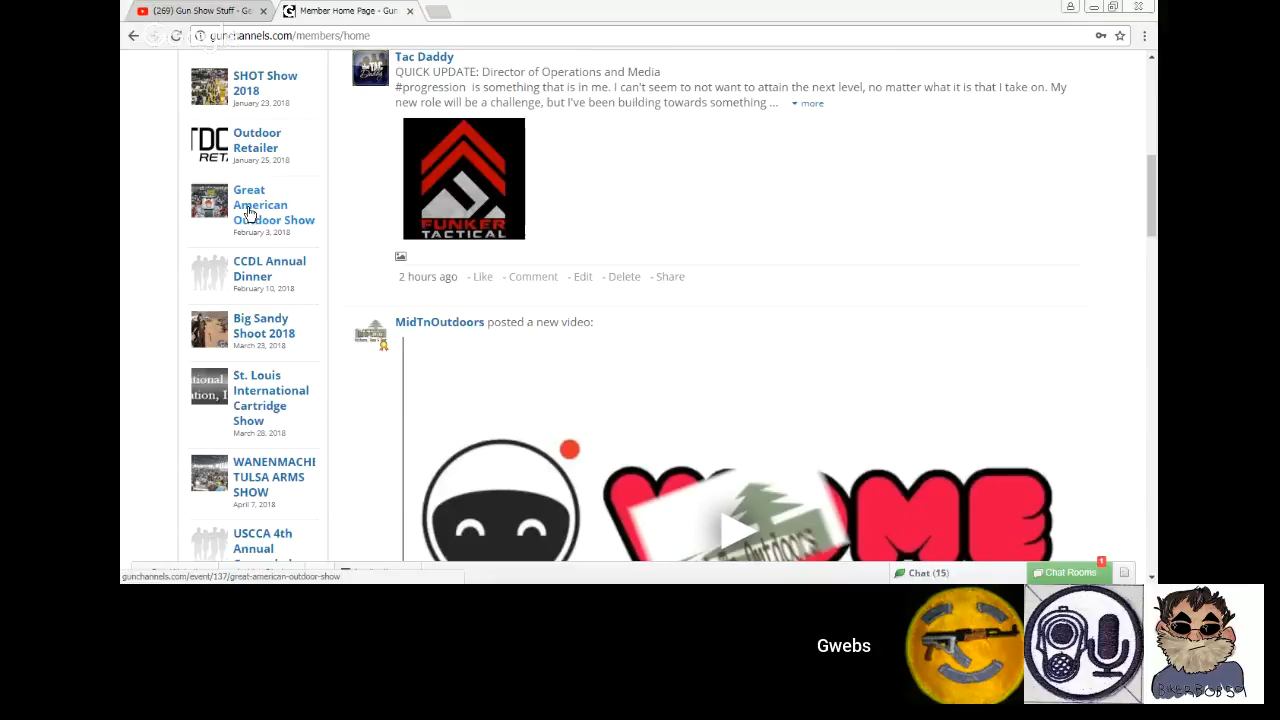 (269) Gun Show Stuff - Ge
Member Home Page - Gun
gunchannels.com/members/home
SHOT Show
2018
January 23, 2018
Outdoor
Retailer
January 25, 2018
Great
American
Outdoor Show
February 3, 2018
CCDL Annual
Dinner
February 10, 2018
Big Sandy
Shoot 2018
March 23, 2018
St. Louis
International
Cartridge
Show
March 28, 2018
WANENMACHE
TULSA ARMS
SHOW
April 7, 2018
USCCA 4th
Annual
Tac Daddy
QUICK UPDATE: Director of Operations and Media
#progression is something that is in me. I can't seem to not want to attain the next level, no matter what it is that I take on. My
new role will be a challenge, but I've been building towards something ... more
FUNKER
TACTICAL
2 hours ago - Like - Comment - Edit - Delete - Share
MidTnOutdoors posted a new video:
gunchannels.com/event/137/great-american-outdoor-show
Chat (15)
Chat Rooms
1
Gwebs